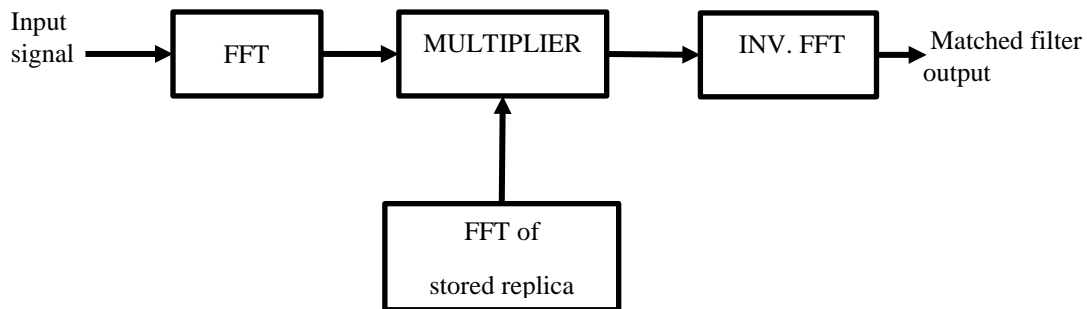 Input
signal
FFT
MULTIPLIER
INV. FFT
Matched filter
output
FFT of
stored replica